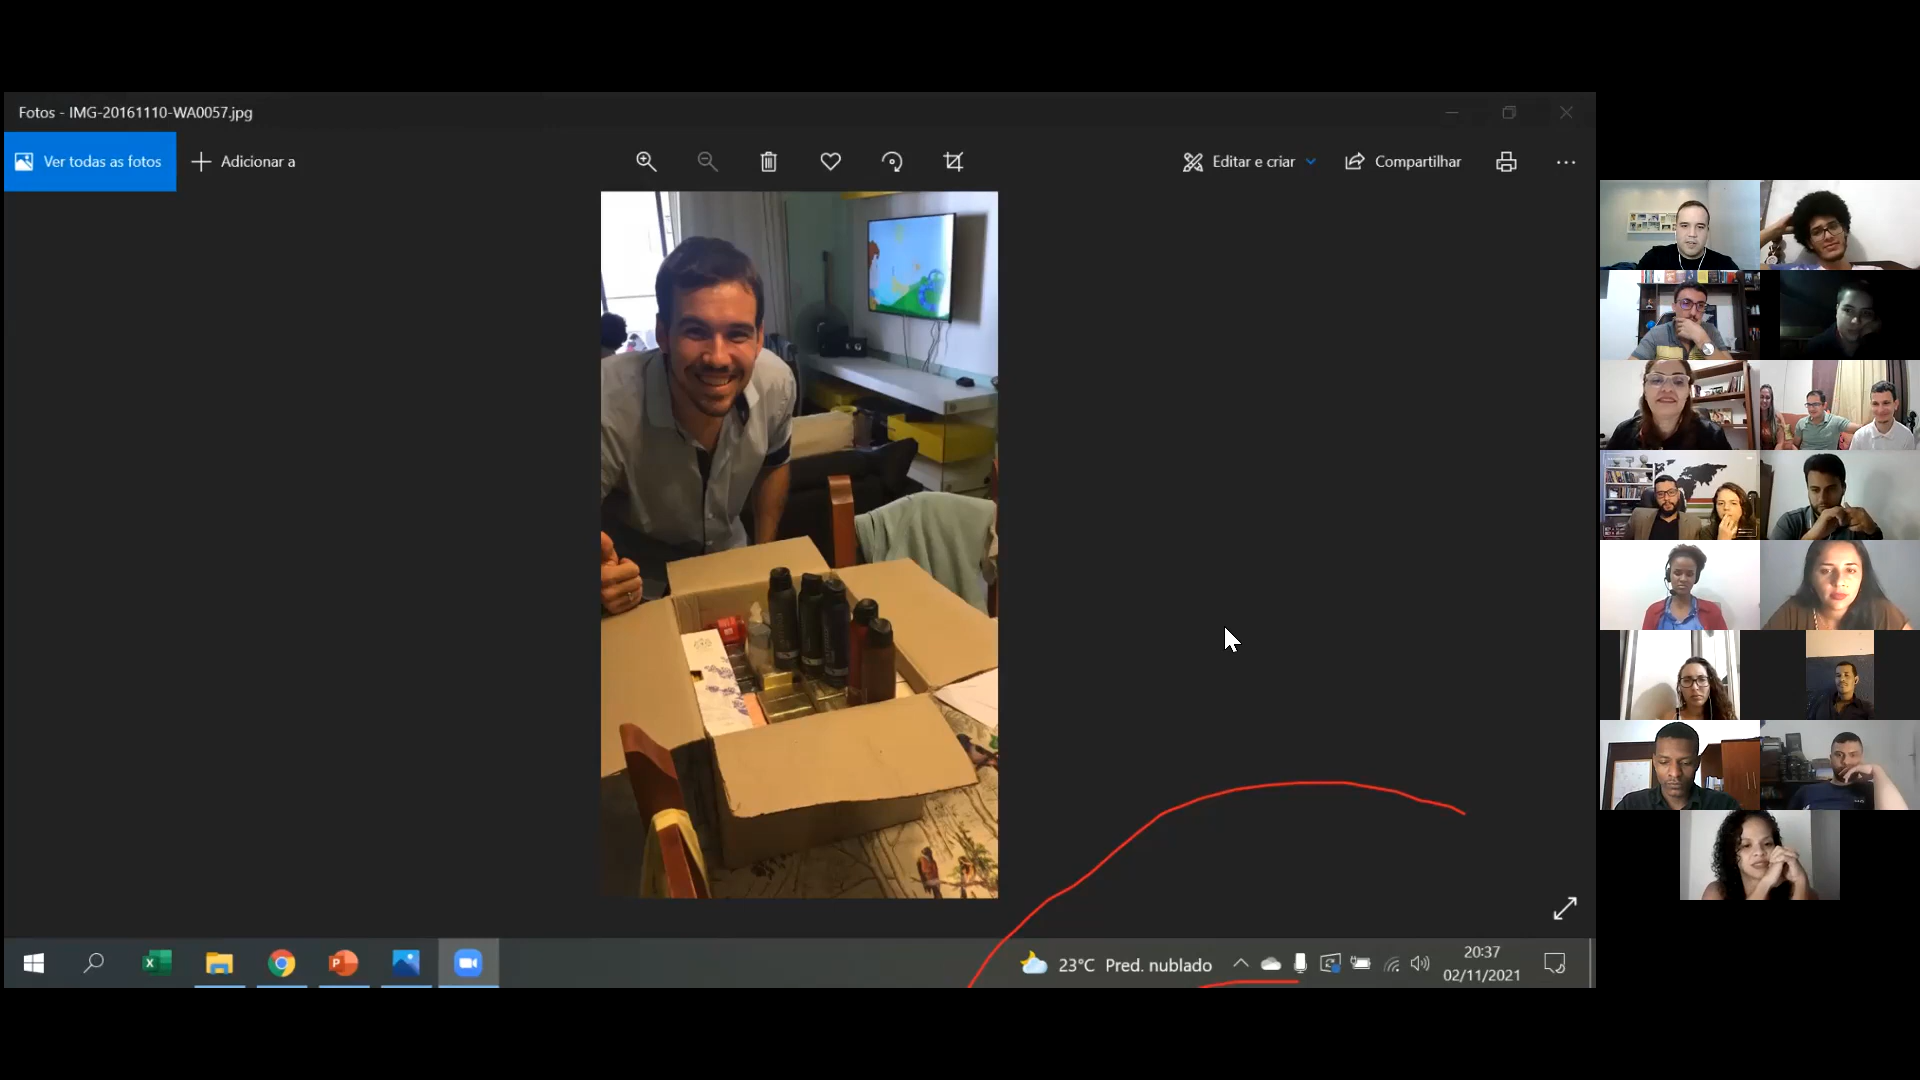 Fotos - IMG-20161110-WA0057.jpg
Ver todas as fotos
Adicionar a
Editar e criar
Compartilhar
23°C Pred. nublado
20:37
02/11/2021